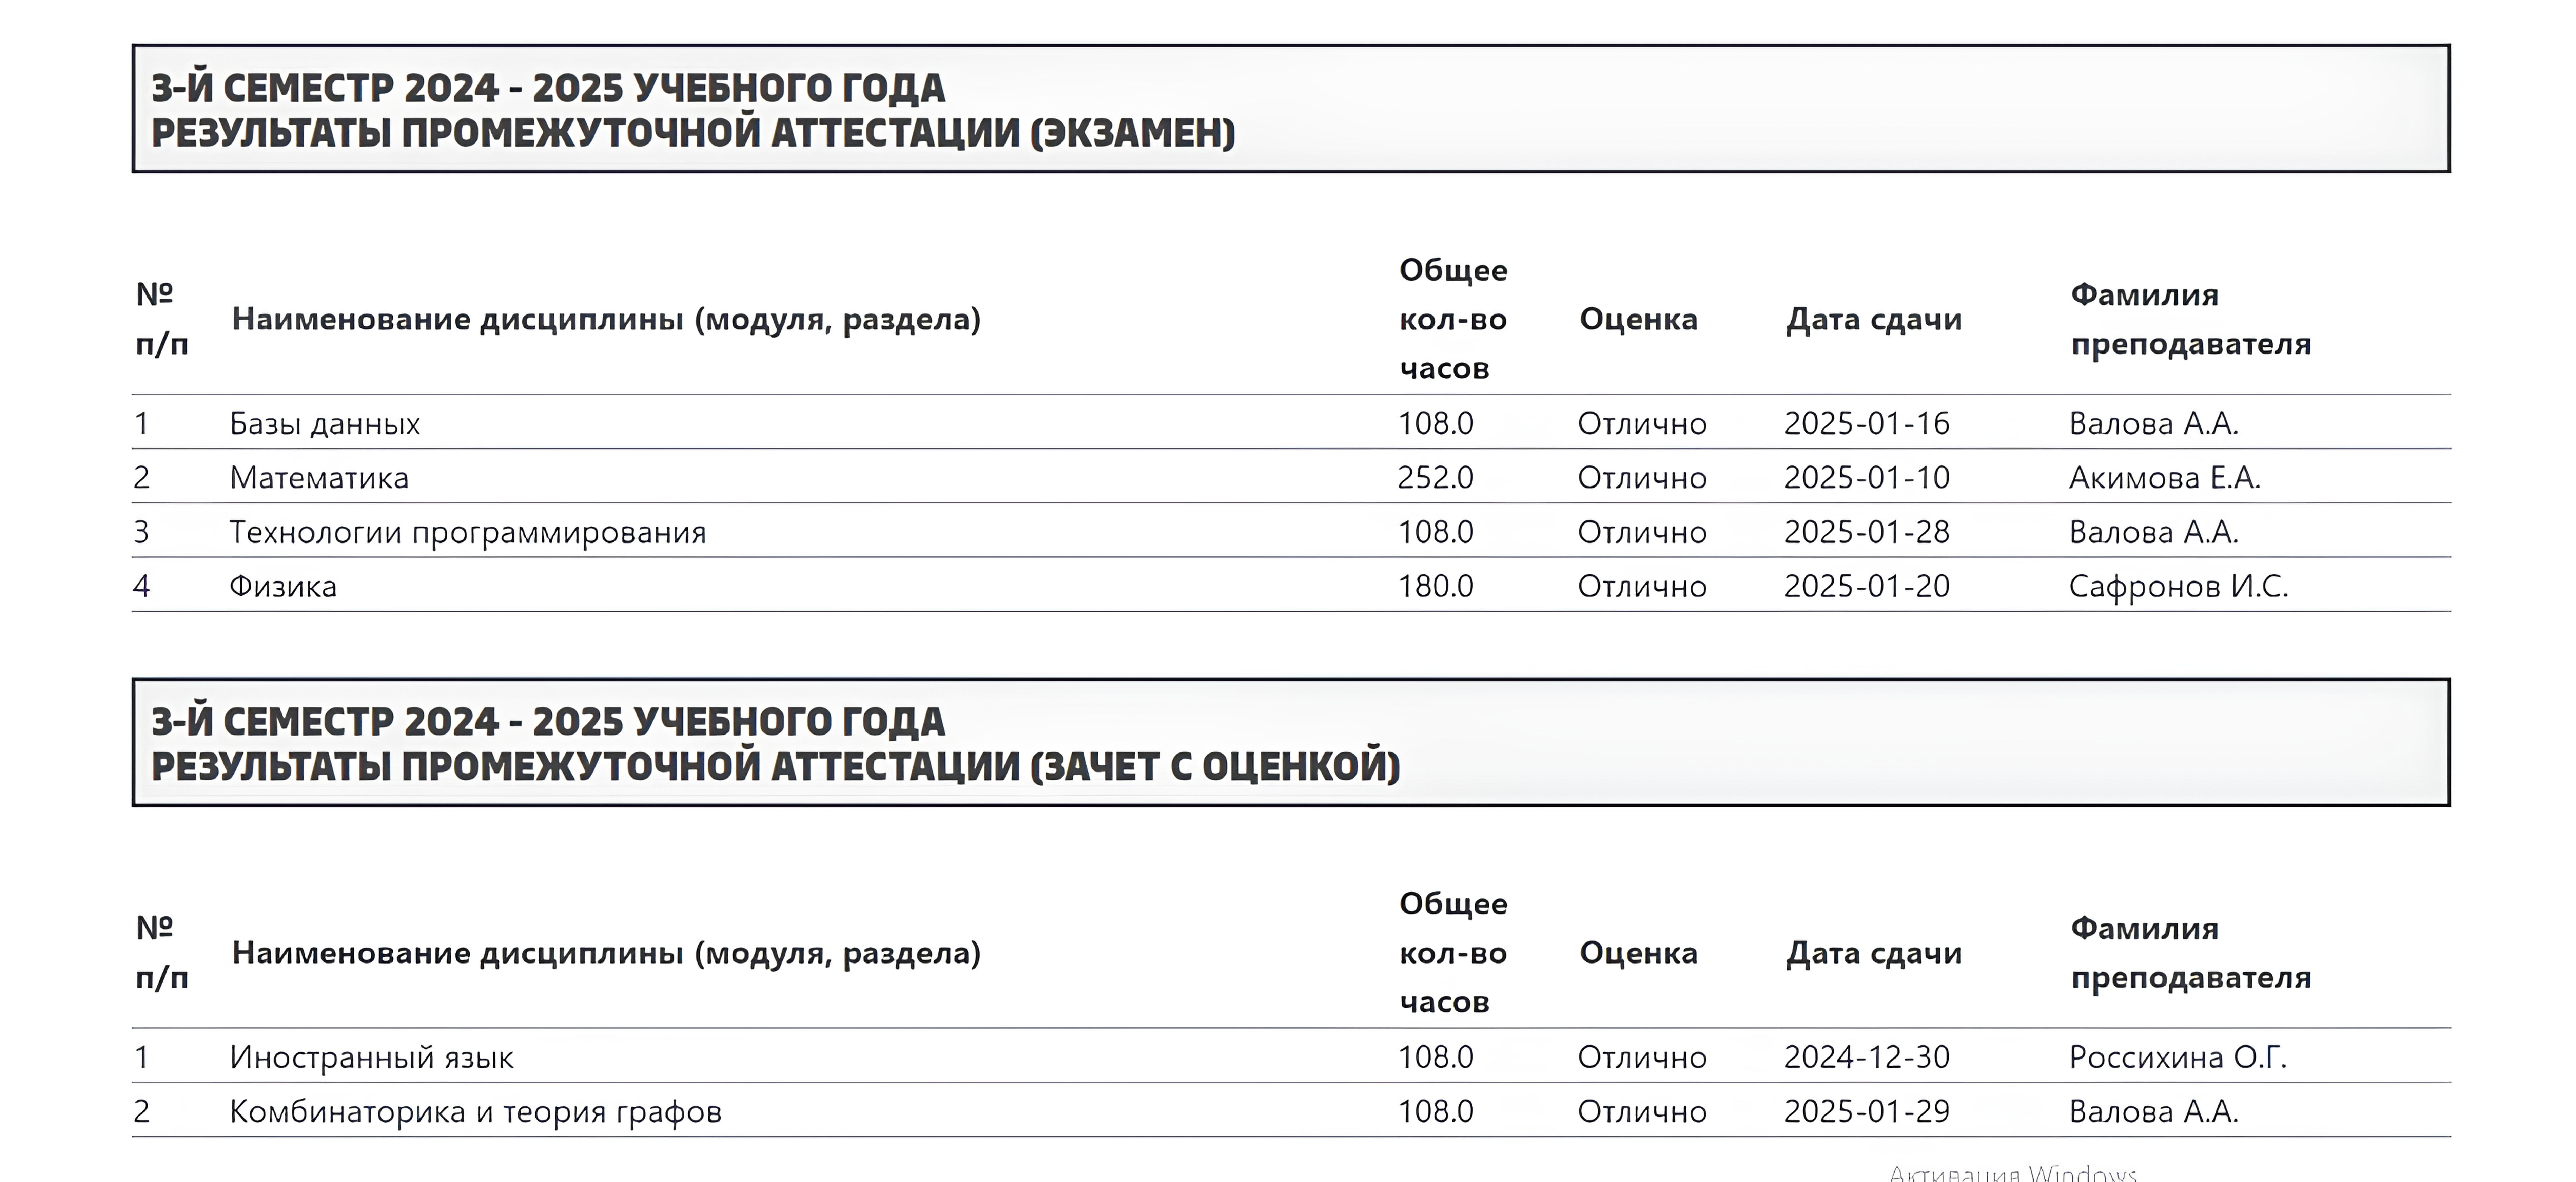 3-Й СЕМЕСТР 2024 - 2025 УЧЕБНОГО ГОДА
РЕЗУЛЬТАТЫ ПРОМЕЖУТОЧНОЙ АТТЕСТАЦИИ (ЭКЗАМЕН)
№ п/п Наименование дисциплины (модуля, раздела) Общее кол-во часов Оценка Дата сдачи Фамилия преподавателя
1 Базы данных 108.0 Отлично 2025-01-16 Валова А.А.
2 Математика 252.0 Отлично 2025-01-10 Акимова Е.А.
3 Технологии программирования 108.0 Отлично 2025-01-28 Валова А.А.
4 Физика 180.0 Отлично 2025-01-20 Сафронов И.С.
3-Й СЕМЕСТР 2024 - 2025 УЧЕБНОГО ГОДА
РЕЗУЛЬТАТЫ ПРОМЕЖУТОЧНОЙ АТТЕСТАЦИИ (ЗАЧЕТ С ОЦЕНКОЙ)
№ п/п Наименование дисциплины (модуля, раздела) Общее кол-во часов Оценка Дата сдачи Фамилия преподавателя
1 Иностранный язык 108.0 Отлично 2024-12-30 Россихина О.Г.
2 Комбинаторика и теория графов 108.0 Отлично 2025-01-29 Валова А.А.
Активация Windows